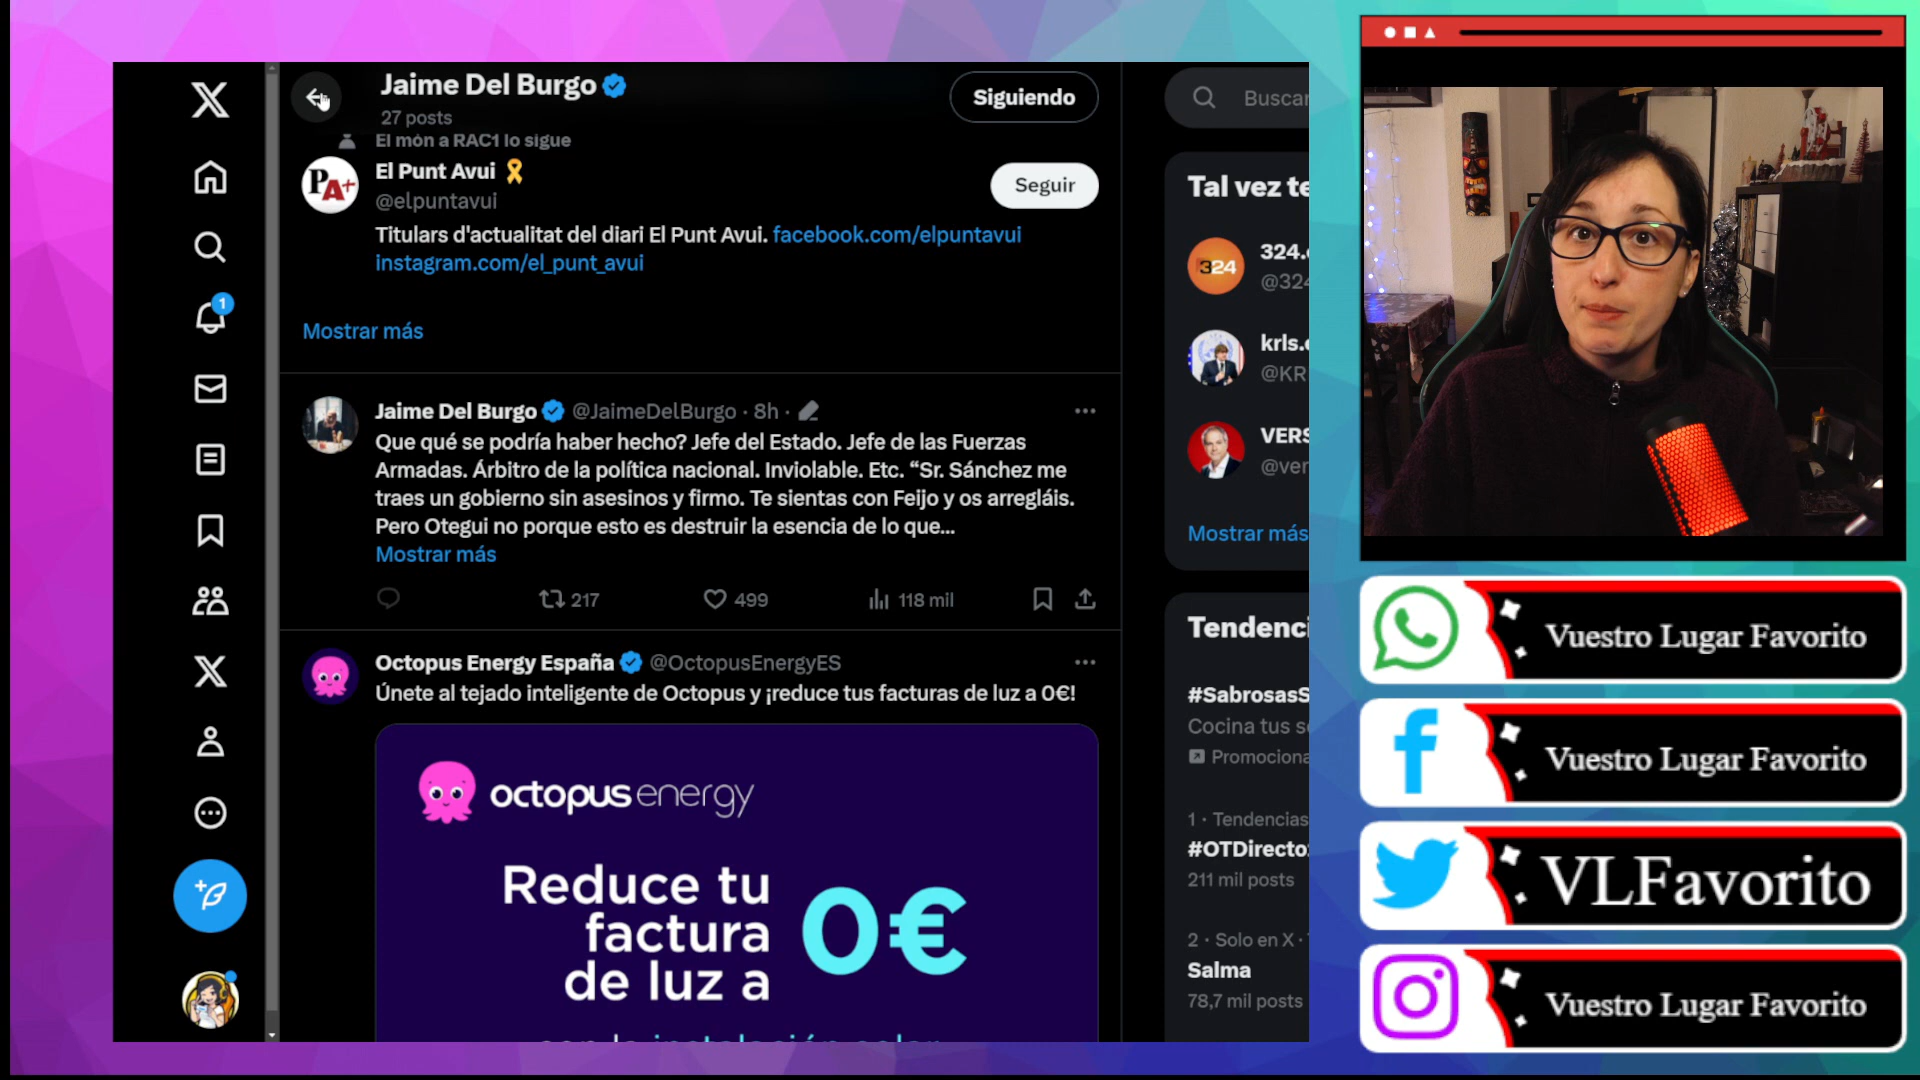 Jaime Del Burgo
27 posts
Siguiendo
El món a RAC1 lo sigue
PA+
El Punt Avui
@elpuntavui
Seguir
Titulars d'actualitat del diari El Punt Avui. facebook.com/elpuntavui
instagram.com/el_punt_avui
Mostrar más
Jaime Del Burgo @JaimeDelBurgo · 8h ·
Que qué se podría haber hecho? Jefe del Estado. Jefe de las Fuerzas
Armadas. Árbitro de la política nacional. Inviolable. Etc. “Sr. Sánchez me
traes un gobierno sin asesinos y firmo. Te sientas con Feijo y os arregláis.
Pero Otegui no porque esto es destruir la esencia de lo que...
Mostrar más
217
499
118 mil
Octopus Energy España @OctopusEnergyES
Únete al tejado inteligente de Octopus y ¡reduce tus facturas de luz a 0€!
octopusenergy
Reduce tu
factura
de luz a
0€
1
Buscar
Tal vez te
324.
@324
krls.
@KR
VERS
@ver
Mostrar más
Tendenci
#SabrosasS
Cocina tus s
Promociona
1 · Tendencias
#OTDirecto
211 mil posts
2 · Solo en X ·
Salma
78,7 mil posts
Vuestro Lugar Favorito
Vuestro Lugar Favorito
VLFavorito
Vuestro Lugar Favorito